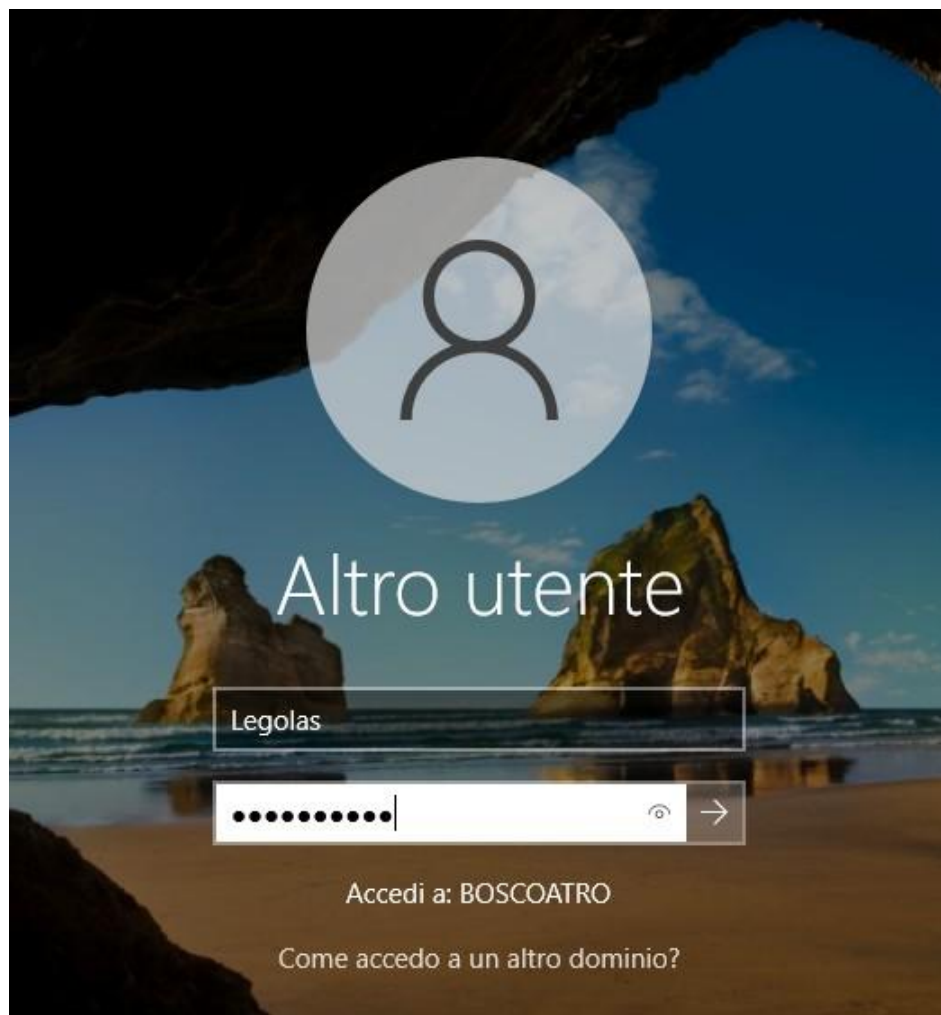 Altro utente
Legolas
••••••••••
Accedi a: BOSCOATRO
Come accedo a un altro dominio?